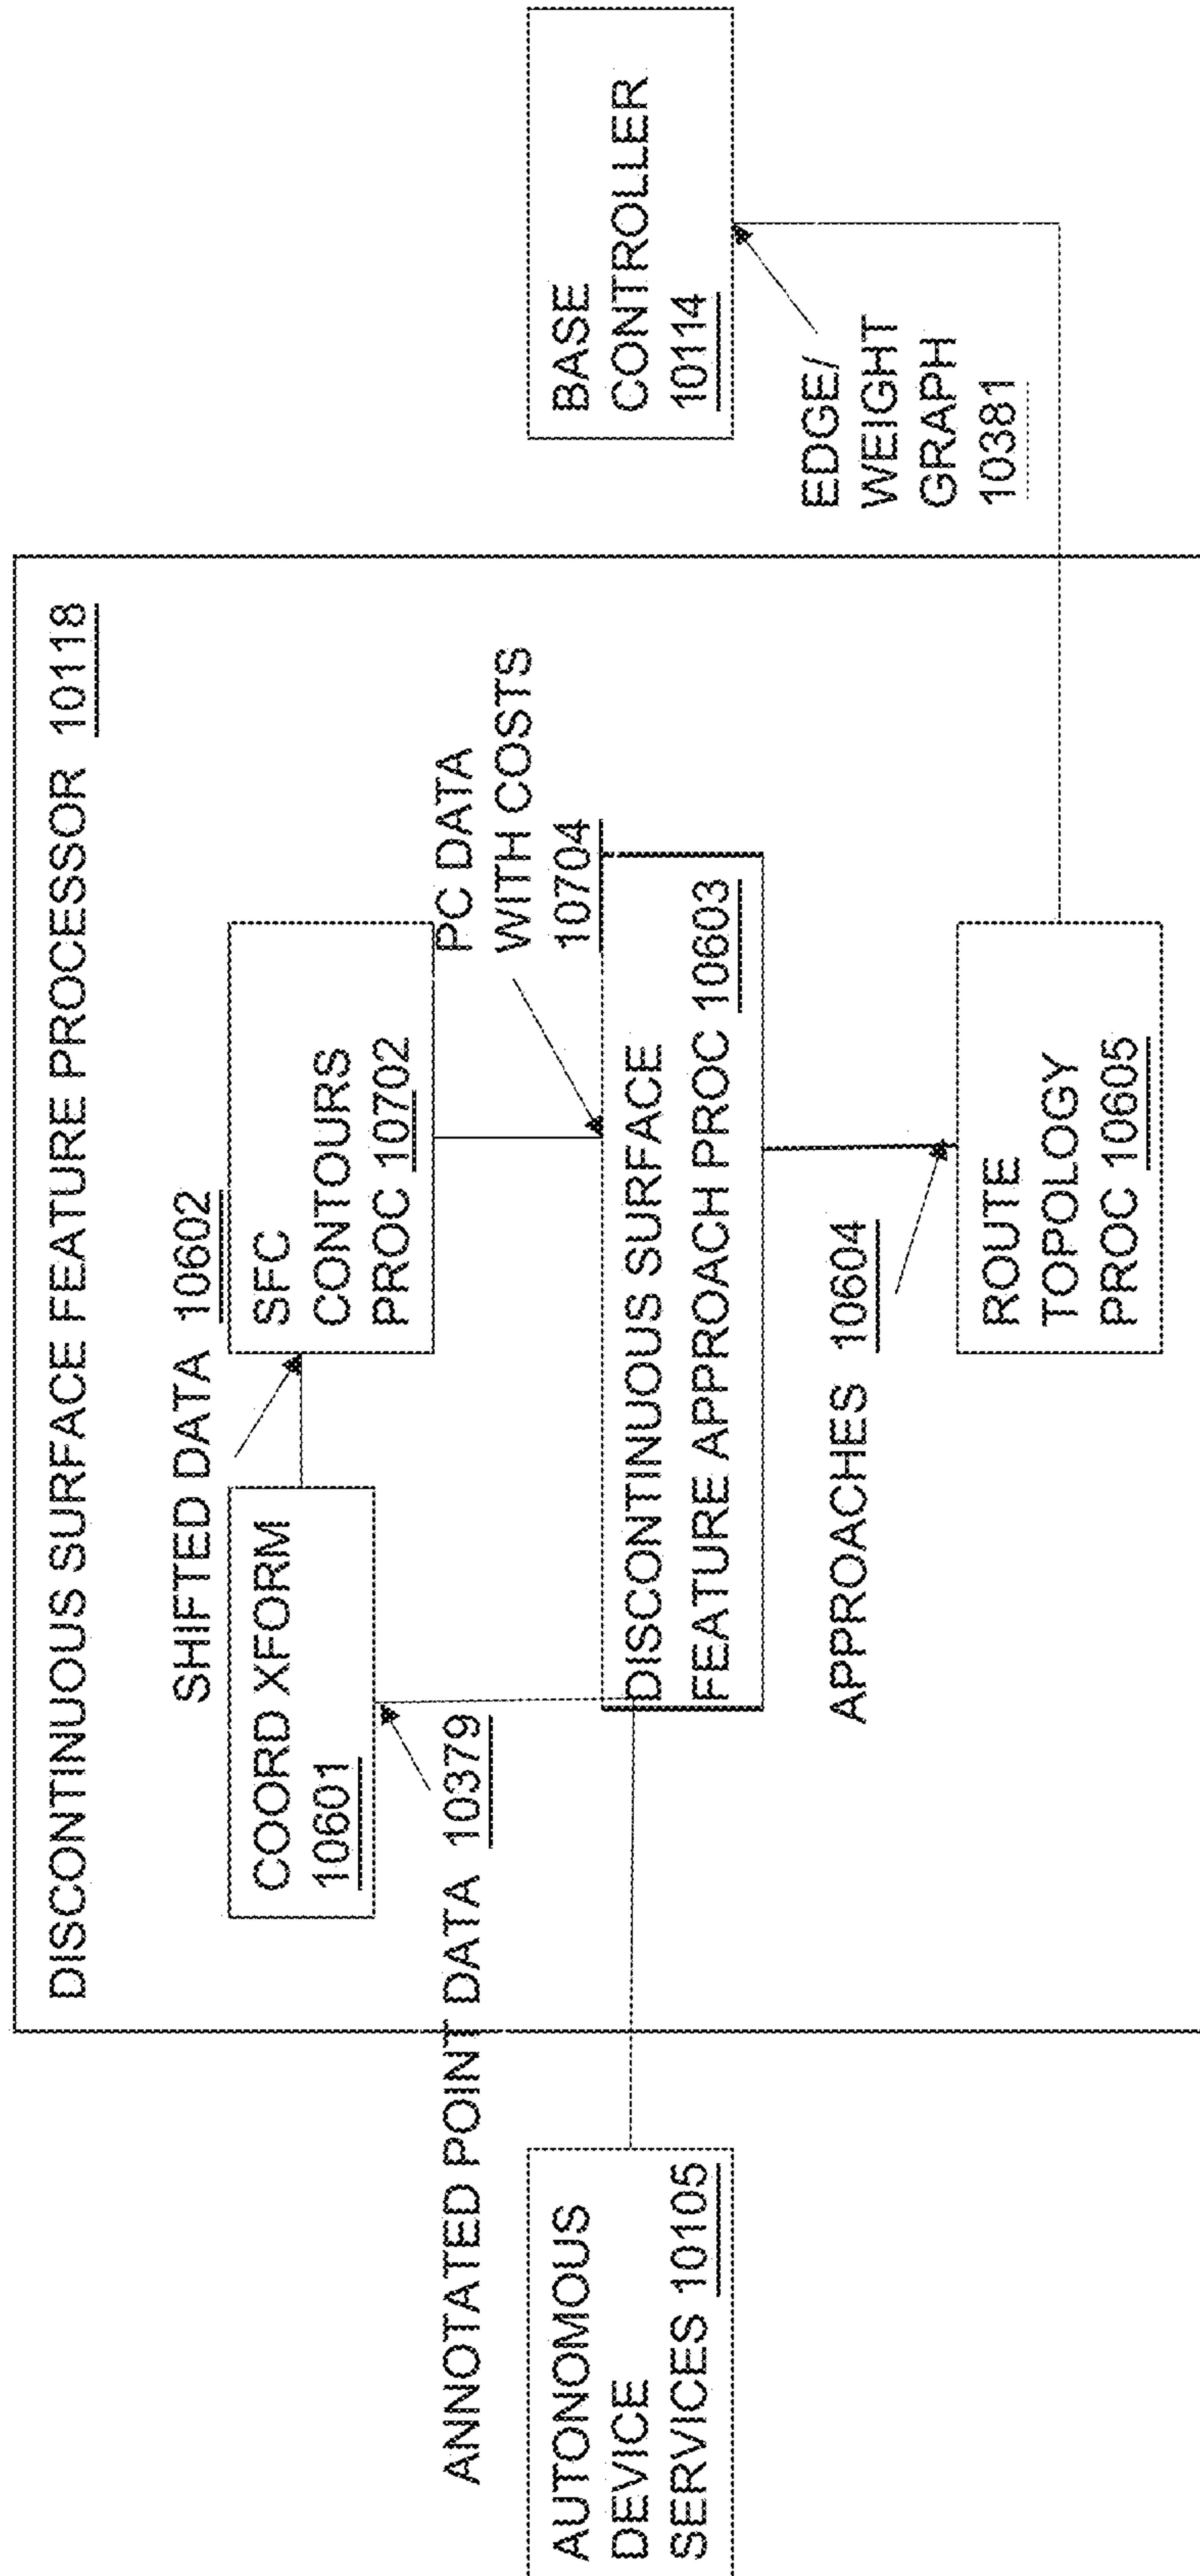 DISCONTINUOUS SURFACE FEATURE PROCESSOR 10118
SHIFTED DATA 10602
COORD XFORM
10601
SFC
CONTOURS
PROC 10702
ANNOTATED POINT DATA 10379
PC DATA
WITH COSTS
10704
AUTONOMOUS
DEVICE
SERVICES 10105
DISCONTINUOUS SURFACE
FEATURE APPROACH PROC 10603
BASE
CONTROLLER
10114
APPROACHES 10604
EDGE/
WEIGHT
GRAPH
10381
ROUTE
TOPOLOGY
PROC 10605